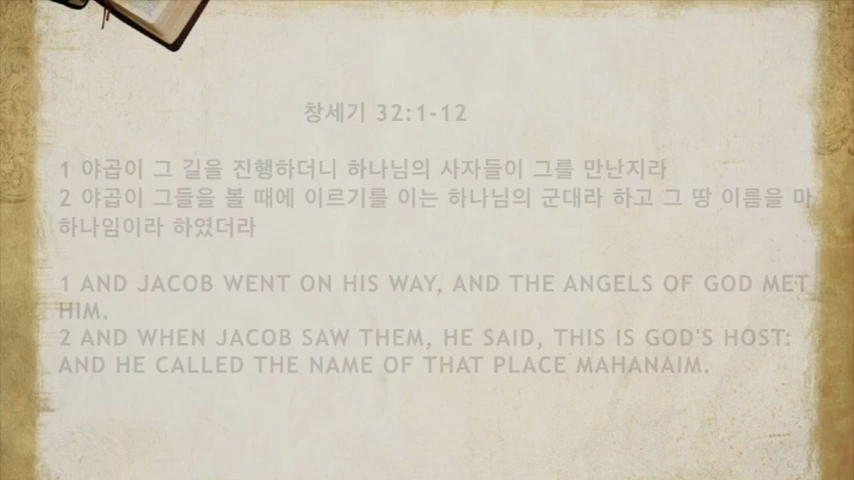 창세기 32:1-12
1 야곱이 그 길을 진행하더니 하나님의 사자들이 그를 만난지라
2 야곱이 그들을 볼 때에 이르기를 이는 하나님의 군대라 하고 그 땅 이름을 마
하나임이라 하였더라
1 AND JACOB WENT ON HIS WAY, AND THE ANGELS OF GOD MET
HIM.
2 AND WHEN JACOB SAW THEM, HE SAID, THIS IS GOD'S HOST:
AND HE CALLED THE NAME OF THAT PLACE MAHANAIM.